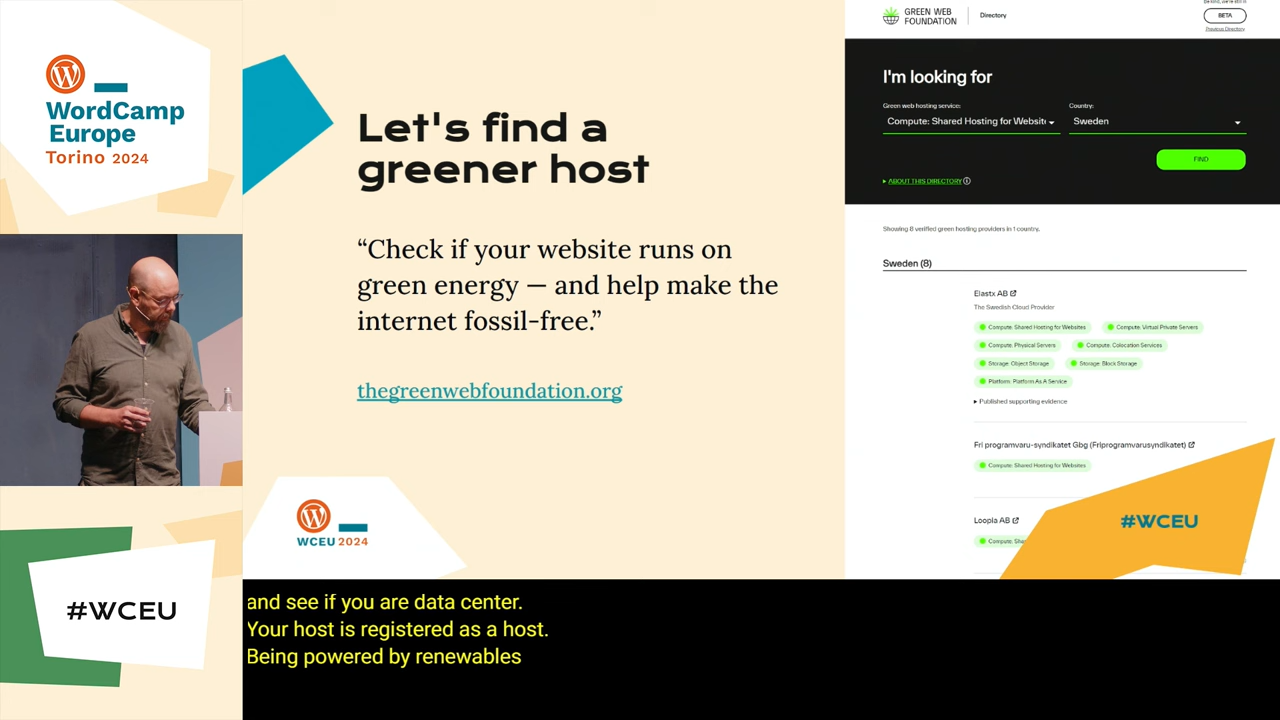 WordCamp
Europe
Torino 2024
#WCEU
Let's find a
greener host
“Check if your website runs on
green energy — and help make the
internet fossil-free.”
thegreenwebfoundation.org
WCEU 2024
GREEN WEB
FOUNDATION
Directory
BETA
Previous Directory
I'm looking for
Green web hosting service:
Country:
Compute: Shared Hosting for Websit
Sweden
FIND
ABOUT THIS DIRECTORY
Showing 8 verified green hosting providers in 1 country.
Sweden (8)
Elastx AB
The Swedish Cloud Provider
Compute: Shared Hosting for Websites
Compute: Virtual Private Servers
Compute: Physical Servers
Compute: Colocation Services
Storage: Object Storage
Storage: Block Storage
Platform: Platform As A Service
Published supporting evidence
Fri programvaru-syndikatet Gbg (Friprogramvarusyndikatet)
Compute: Shared Hosting for Websites
Loopia AB
Compute: Sha
#WCEU
and see if you are data center.
Your host is registered as a host.
Being powered by renewables